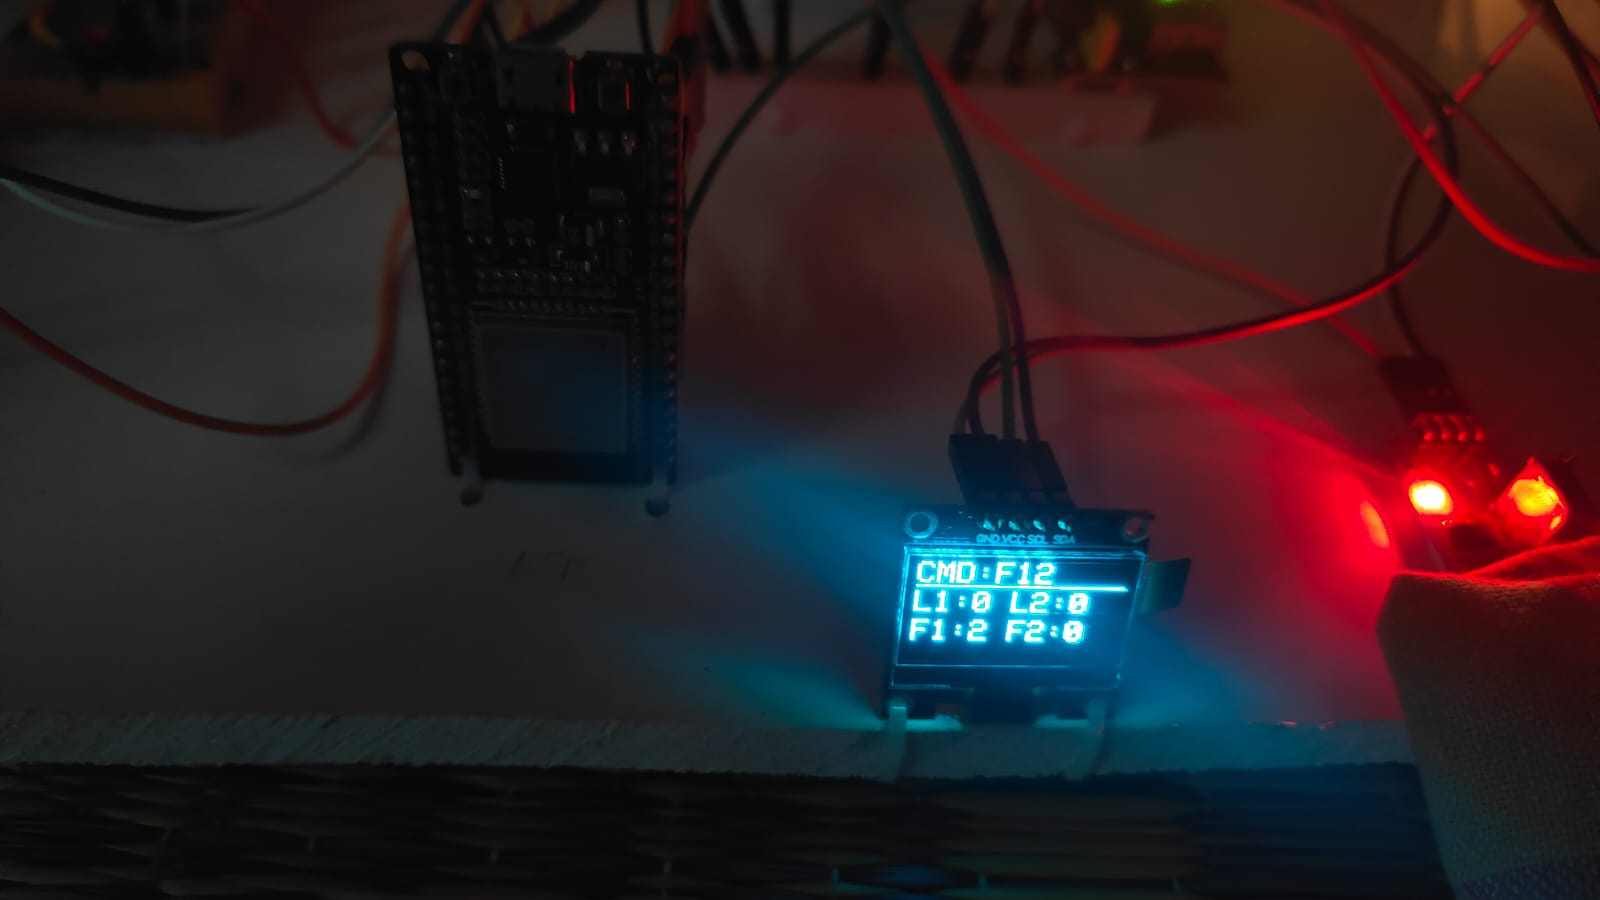 GND VCC SCL SDA
CMD:F12
L1:0 L2:0
F1:2 F2:0